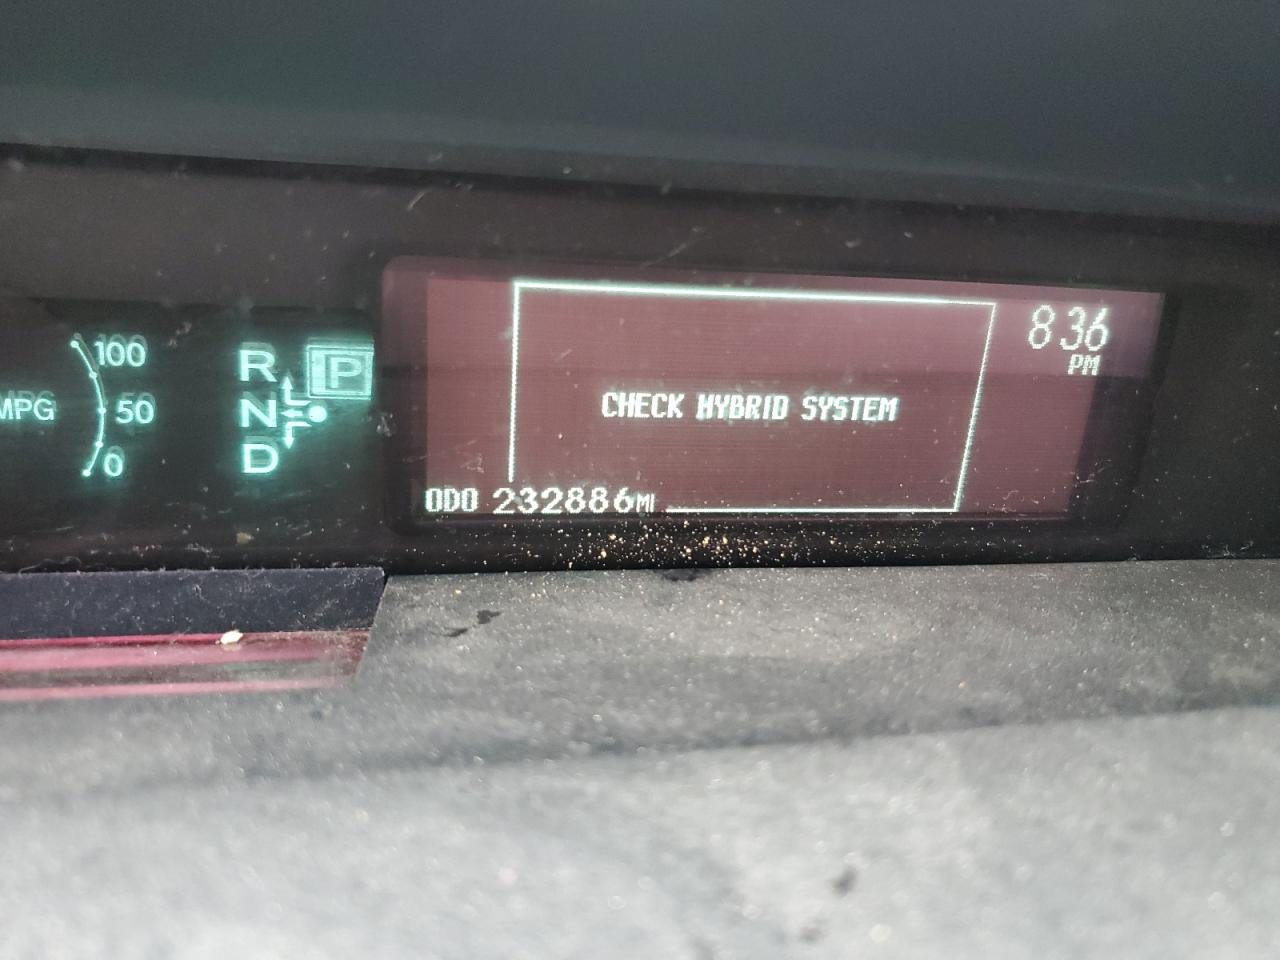 MPG
100
50
0
R
P
N
D
CHECK HYBRID SYSTEM
8:36
PM
ODO 232886MI